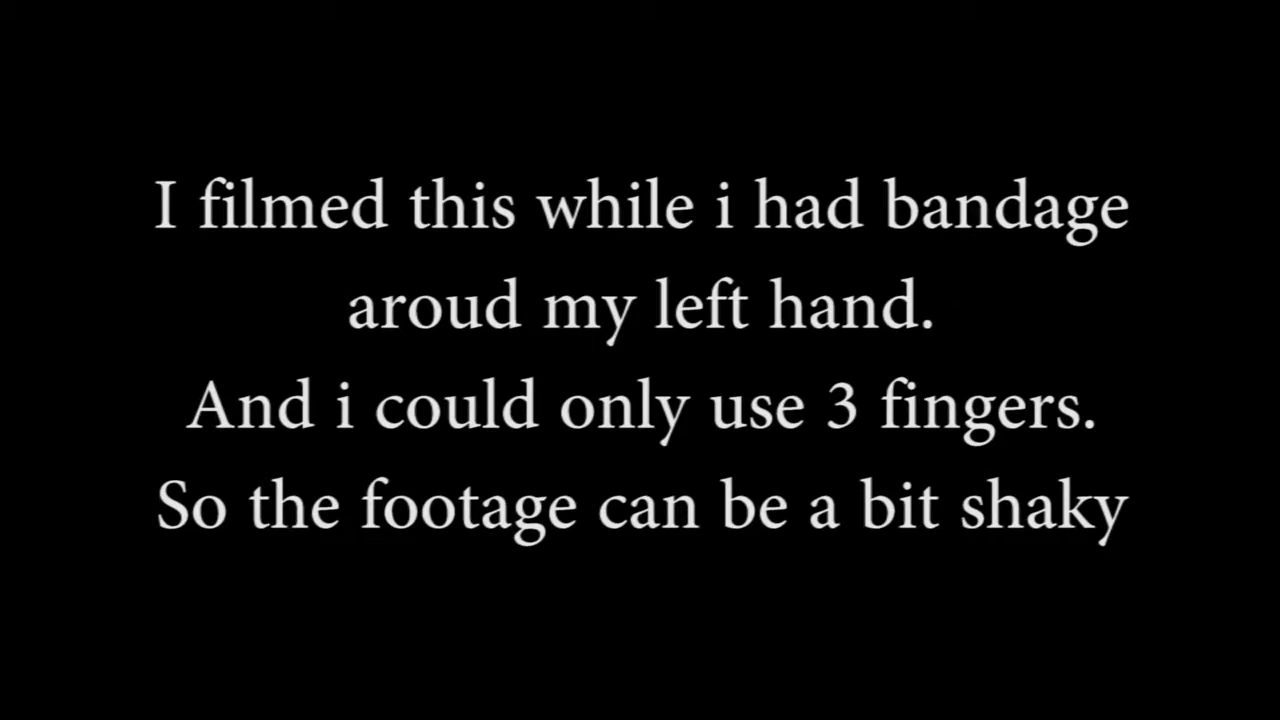 I filmed this while i had bandage
aroud my left hand.
And i could only use 3 fingers.
So the footage can be a bit shaky